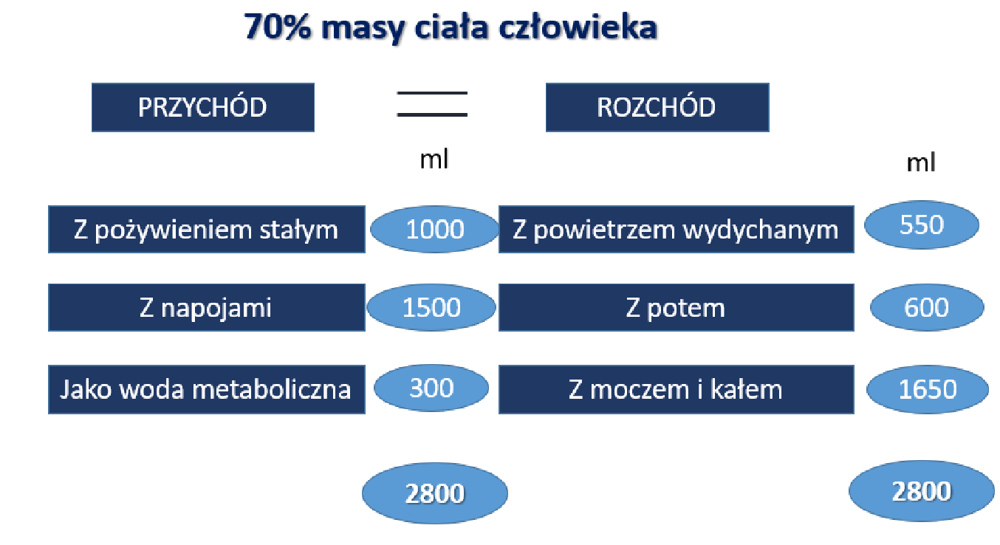 70% masy ciała człowieka
PRZYCHÓD
ROZCHÓD
ml
ml
Z pożywieniem stałym
1000
Z powietrzem wydychanym
550
Z napojami
1500
Z potem
600
Jako woda metaboliczna
300
Z moczem i kałem
1650
2800
2800